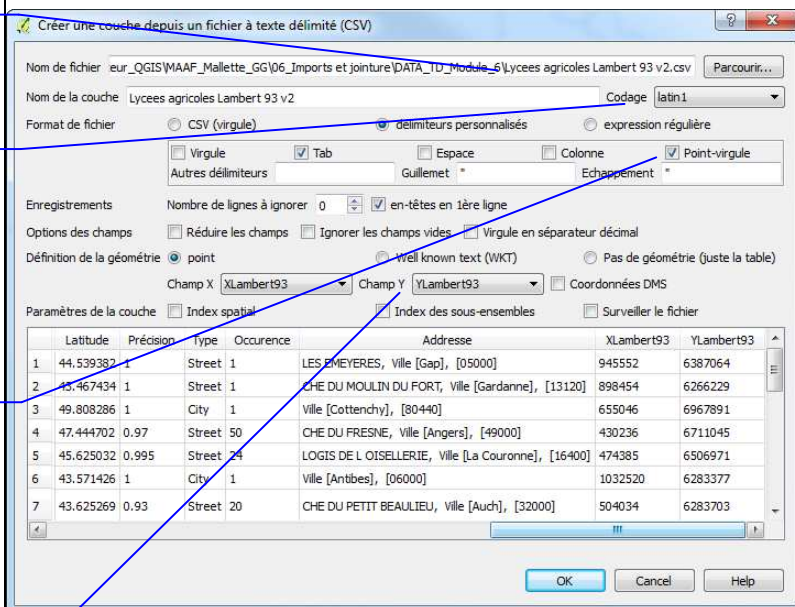 Créer une couche depuis un fichier à texte délimité (CSV)
Nom de fichier eur_QGIS\MAAF_Mallette_GG\06_Imports et jointure\DATA_TD_Module_6\Lycees agricoles Lambert 93 v2.csv Parcourir...
Nom de la couche Lycees agricoles Lambert 93 v2 Codage latin1
Format de fichier CSV (virgule) délimiteurs personnalisés expression régulière
Virgule Tab Espace Colonne Point-virgule
Autres délimiteurs Guillemet " Echappement "
Enregistrements Nombre de lignes à ignorer 0 en-têtes en 1ère ligne
Options des champs Réduire les champs Ignorer les champs vides Virgule en séparateur décimal
Définition de la géométrie point Well known text (WKT) Pas de géométrie (juste la table)
Champ X XLambert93 Champ Y YLambert93 Coordonnées DMS
Paramètres de la couche Index spatial Index des sous-ensembles Surveiller le fichier
Latitude Précision Type Occurence Addresse XLambert93 YLambert93
1 44.539382 1 Street 1 LES EMEYERES, Ville [Gap], [05000] 945552 6387064
2 43.467434 1 Street 1 CHE DU MOULIN DU FORT, Ville [Gardanne], [13120] 898454 6266229
3 49.808286 1 City 1 Ville [Cottenchy], [80440] 655046 6967891
4 47.444702 0.97 Street 50 CHE DU FRESNE, Ville [Angers], [49000] 430236 6711045
5 45.625032 0.995 Street 24 LOGIS DE L OISELLERIE, Ville [La Couronne], [16400] 474385 6506971
6 43.571426 1 City 1 Ville [Antibes], [06000] 1032520 6283377
7 43.625269 0.93 Street 20 CHE DU PETIT BEAULIEU, Ville [Auch], [32000] 504034 6283703
OK Cancel Help